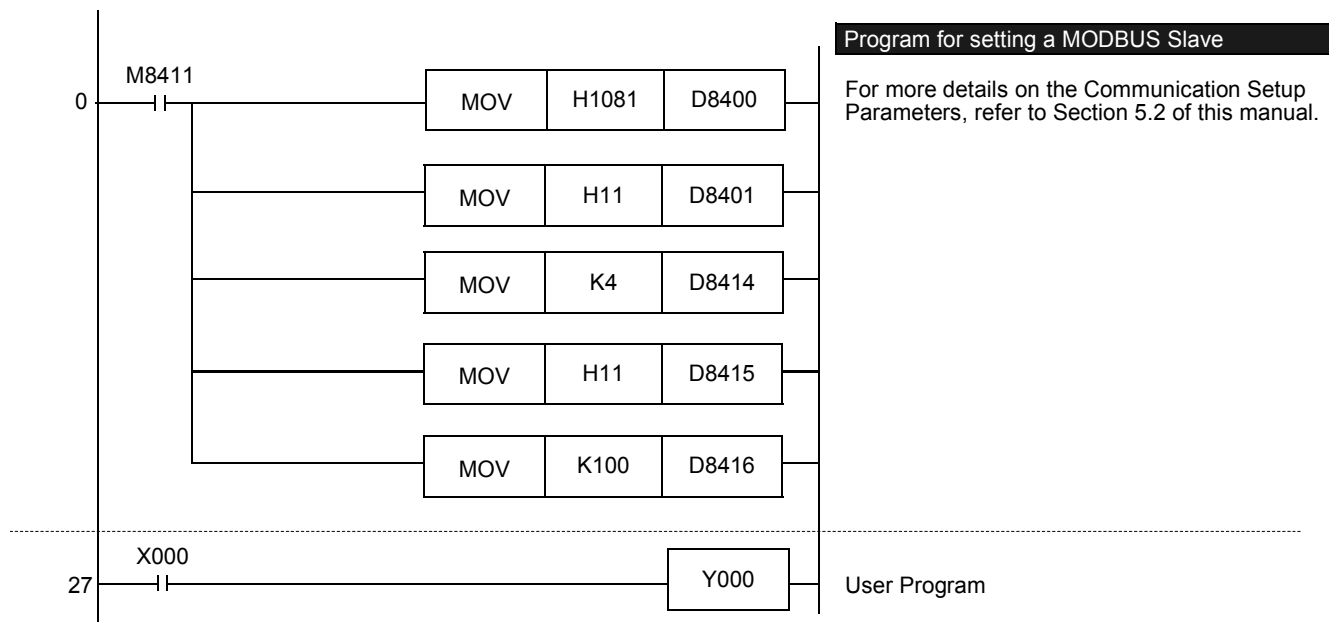 Program for setting a MODBUS Slave
M8411
0
MOV H1081 D8400
For more details on the Communication Setup
Parameters, refer to Section 5.2 of this manual.
MOV H11 D8401
MOV K4 D8414
MOV H11 D8415
MOV K100 D8416
X000
27
Y000
User Program